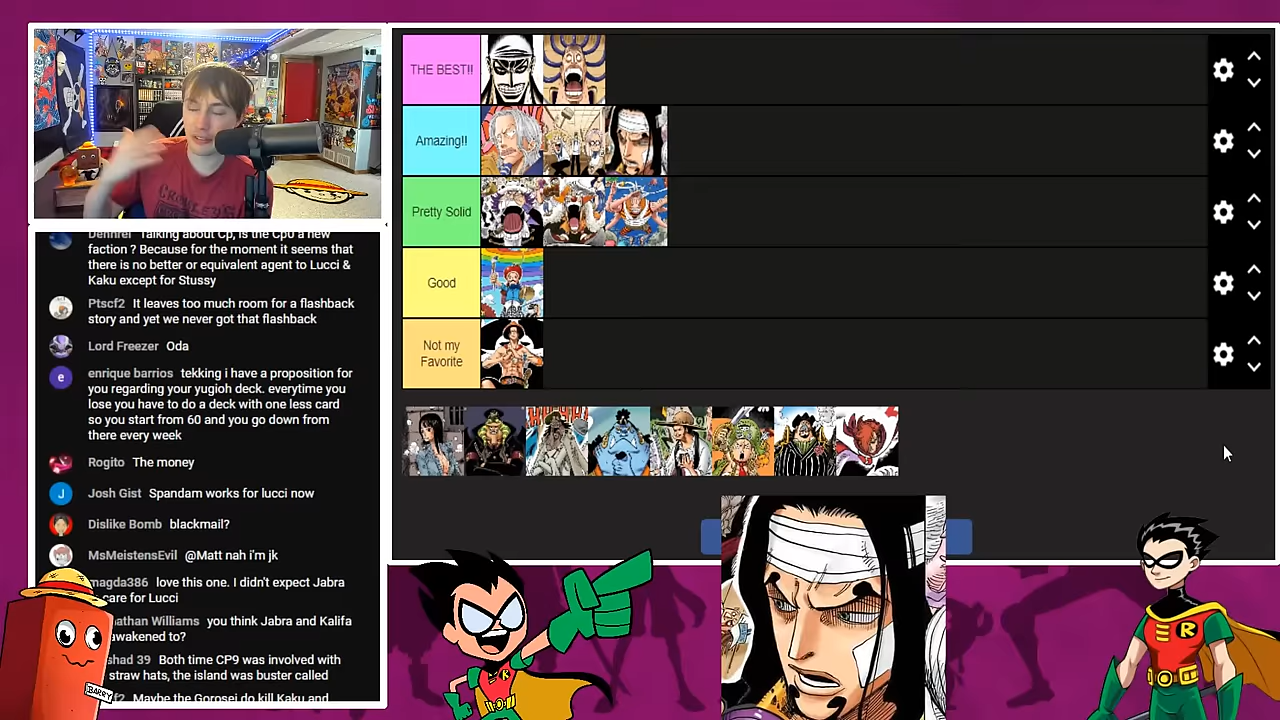 THE BEST!!
Amazing!!
Pretty Solid
Good
Not my
Favorite
Talking about Cp, is the Cp0 a new
faction ? Because for the moment it seems that
there is no better or equivalent agent to Lucci &
Kaku except for Stussy
Ptscf2 It leaves too much room for a flashback
story and yet we never got that flashback
Lord Freezer Oda
e
enrique barrios tekking i have a proposition for
you regarding your yugioh deck. everytime you
lose you have to do a deck with one less card
so you start from 60 and you go down from
there every week
Rogito The money
J
Josh Gist Spandam works for lucci now
Dislike Bomb blackmail?
MsMeistensEvil @Matt nah i'm jk
magda386 love this one. I didn't expect Jabra
care for Lucci
nathan Williams you think Jabra and Kalifa
awakened to?
shad 39 Both time CP9 was involved with
straw hats, the island was buster called
f2 Maybe the Gorosei do kill Kaku and
BARRY
R
R